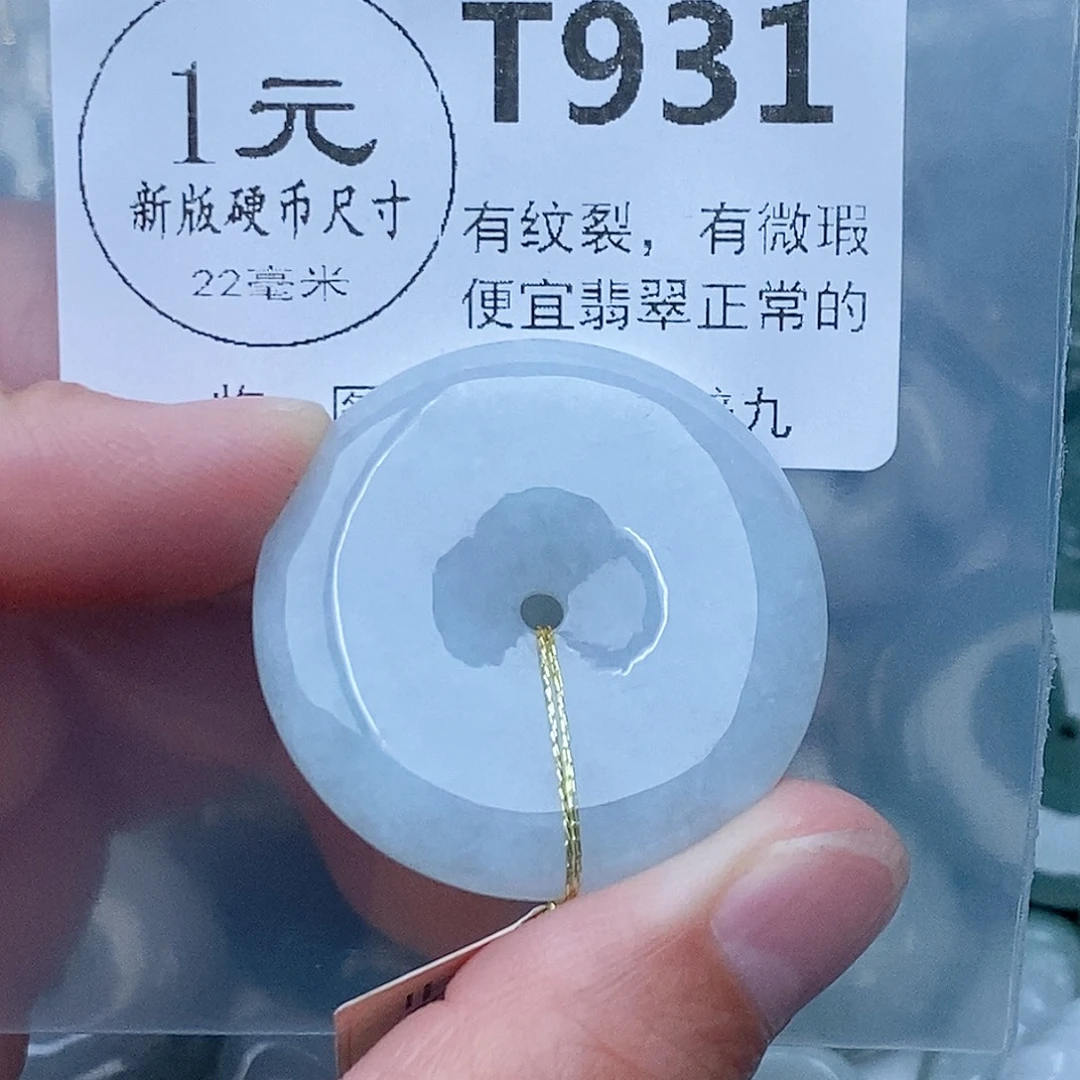 1元
新版硬币尺寸
22毫米
T931
有纹裂，有微瑕
便宜翡翠正常的
九